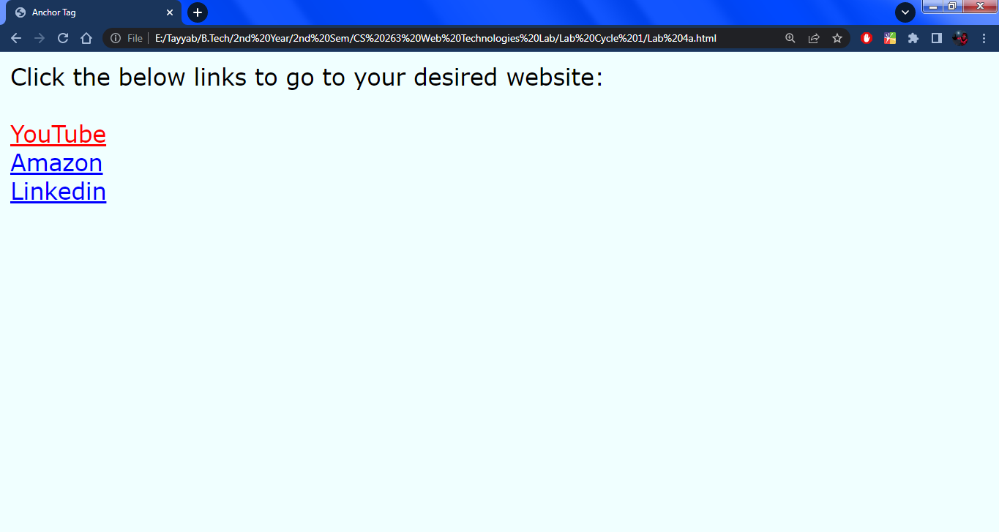 Anchor Tag
File E:/Tayyab/B.Tech/2nd%20Year/2nd%20Sem/CS%20263%20Web%20Technologies%20Lab/Lab%20Cycle%201/Lab%204a.html
Click the below links to go to your desired website:
YouTube
Amazon
Linkedin